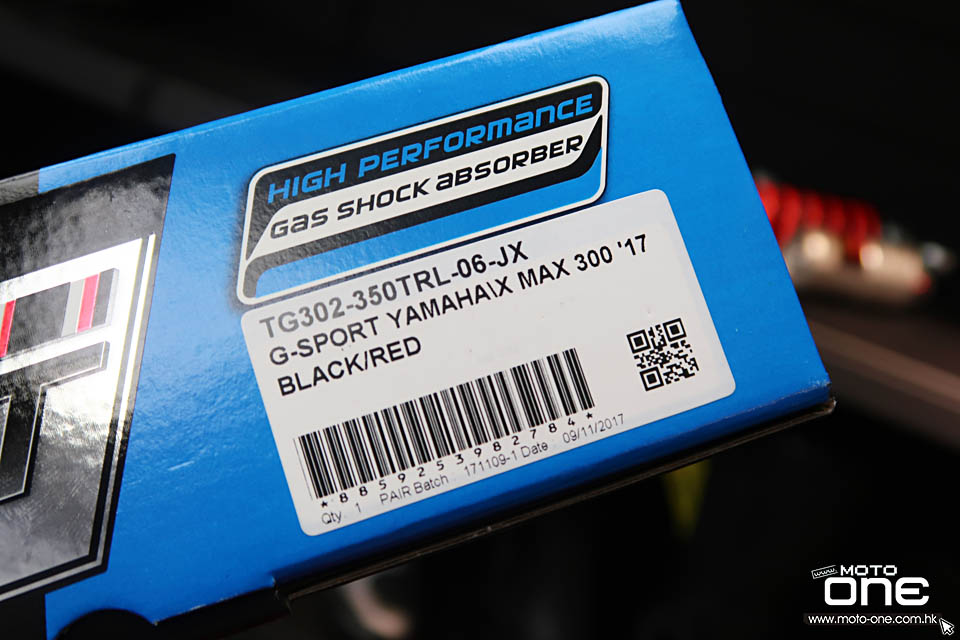 HIGH PERFORMANCE
GAS SHOCK ABSORBER
TG302-350TRL-06-JX
G-SPORT YAMAHA\X MAX 300 '17
BLACK/RED
*8859253982784*
Qty 1 PAIR Batch 171109-1 Date 09/11/2017
www.
MOTO
ONE
www.moto-one.com.hk